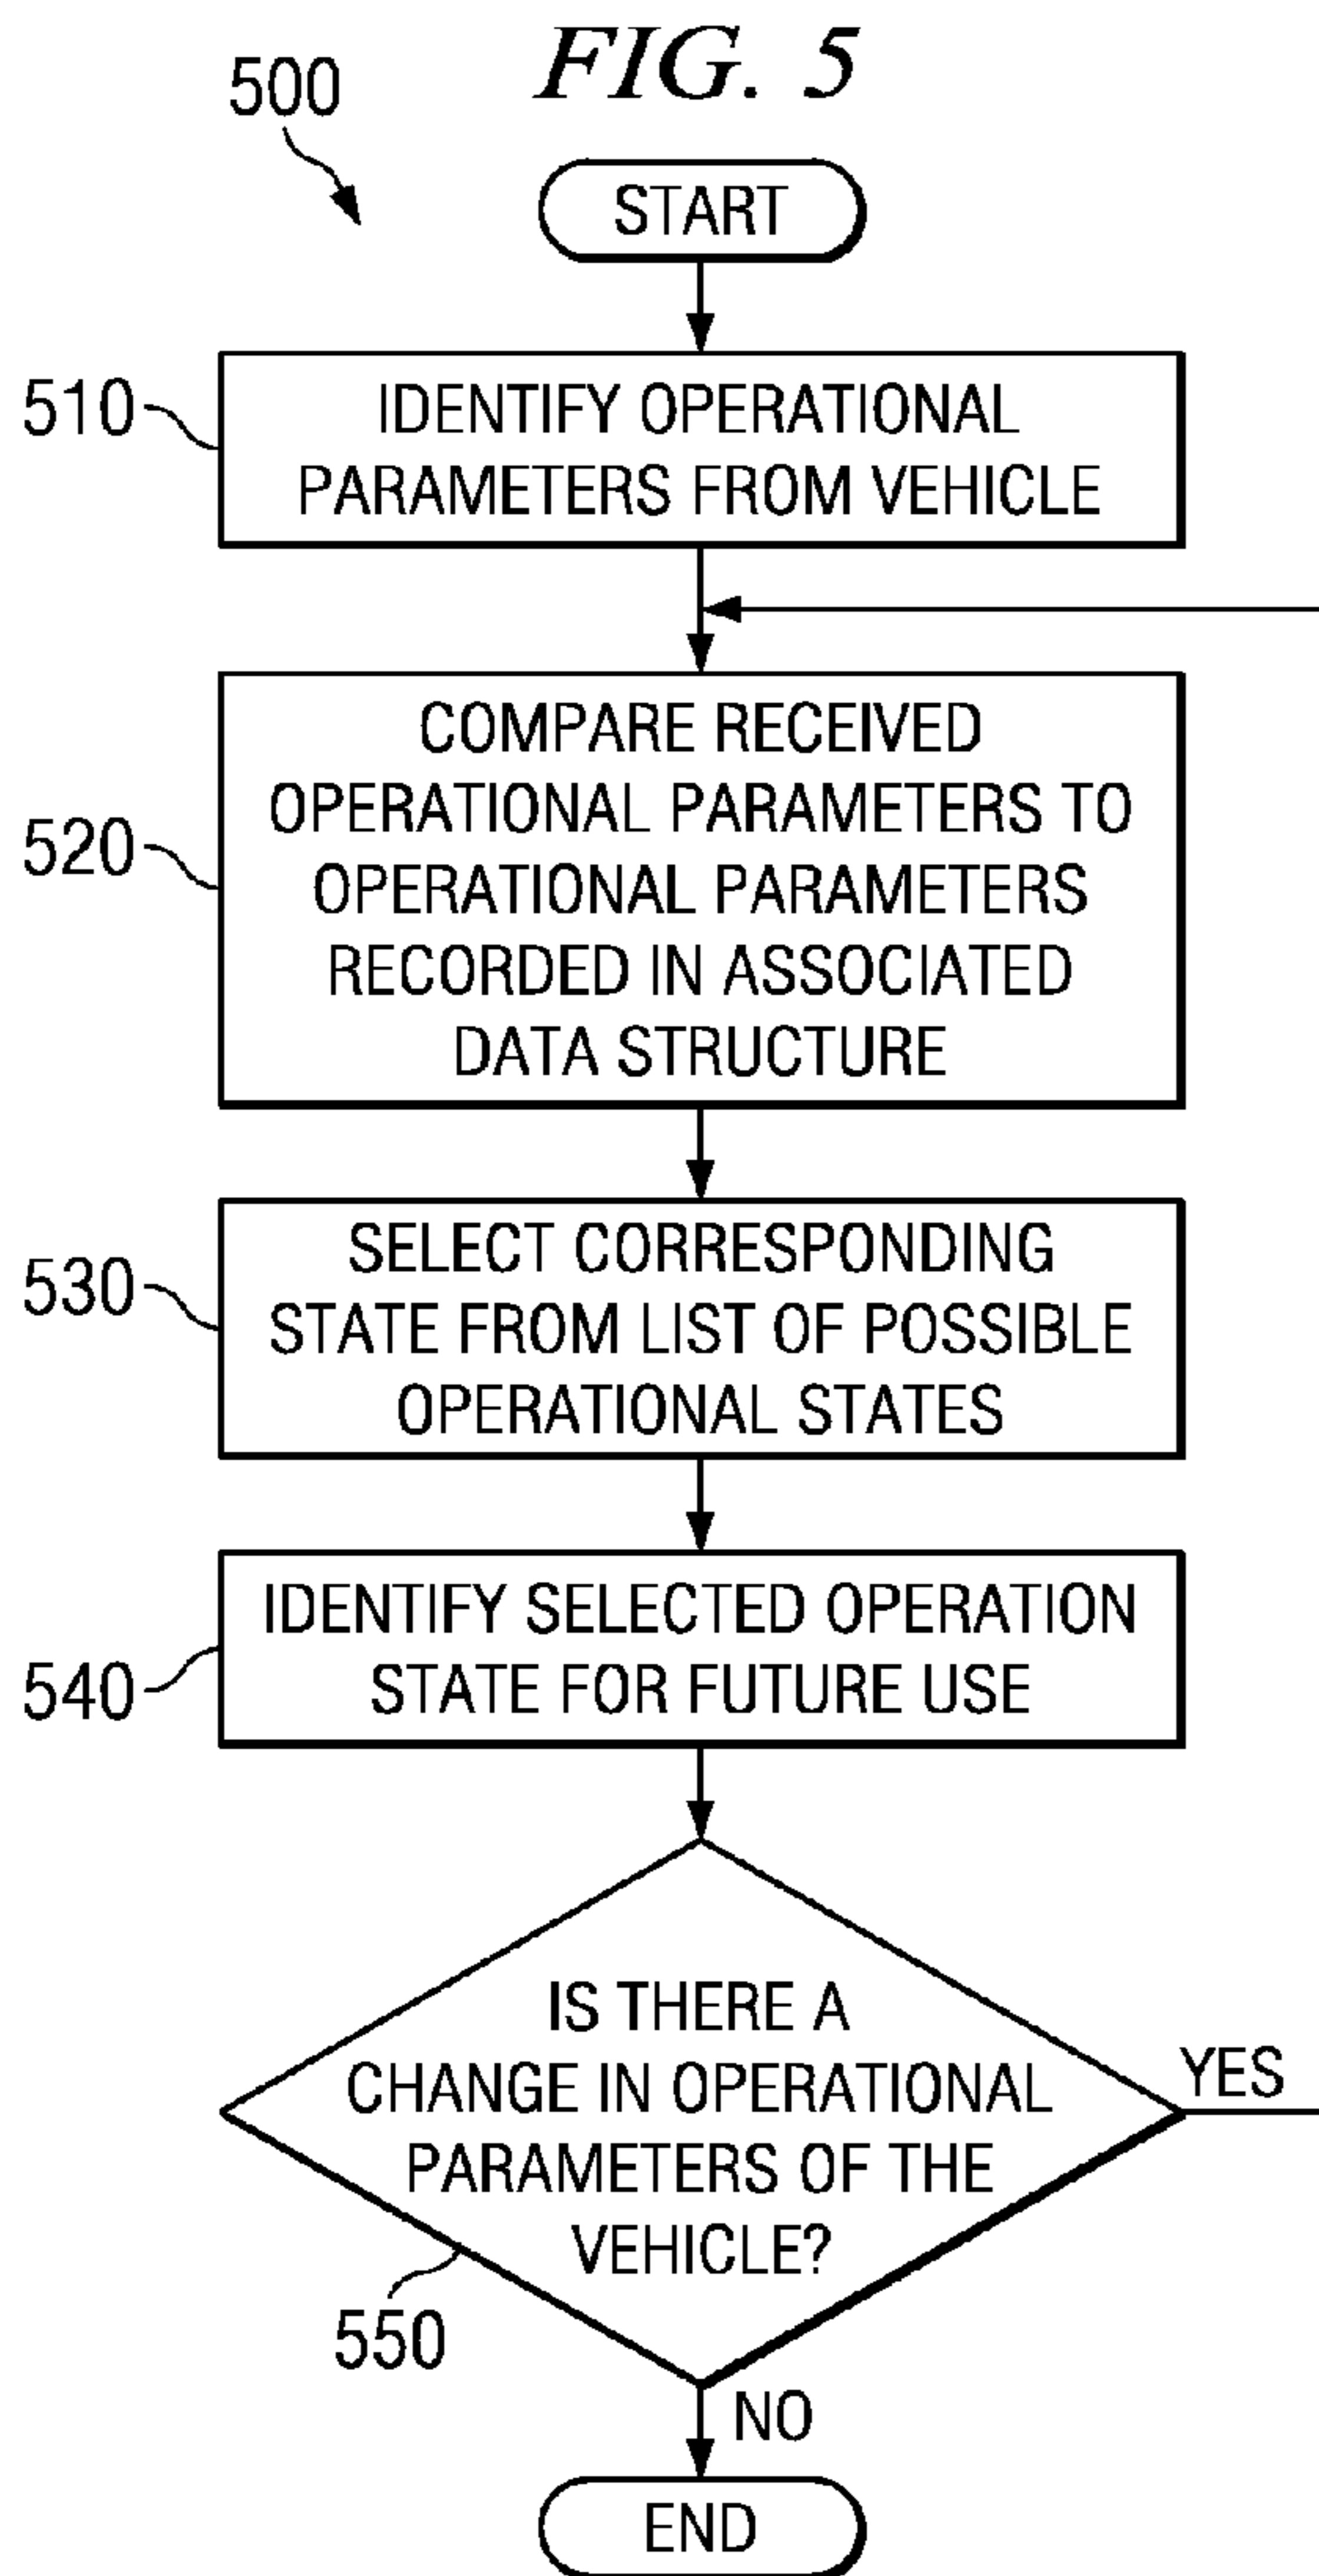 FIG. 5
500
START
510
IDENTIFY OPERATIONAL
PARAMETERS FROM VEHICLE
520
COMPARE RECEIVED
OPERATIONAL PARAMETERS TO
OPERATIONAL PARAMETERS
RECORDED IN ASSOCIATED
DATA STRUCTURE
530
SELECT CORRESPONDING
STATE FROM LIST OF POSSIBLE
OPERATIONAL STATES
540
IDENTIFY SELECTED OPERATION
STATE FOR FUTURE USE
IS THERE A
CHANGE IN OPERATIONAL
PARAMETERS OF THE
VEHICLE?
YES
550
NO
END